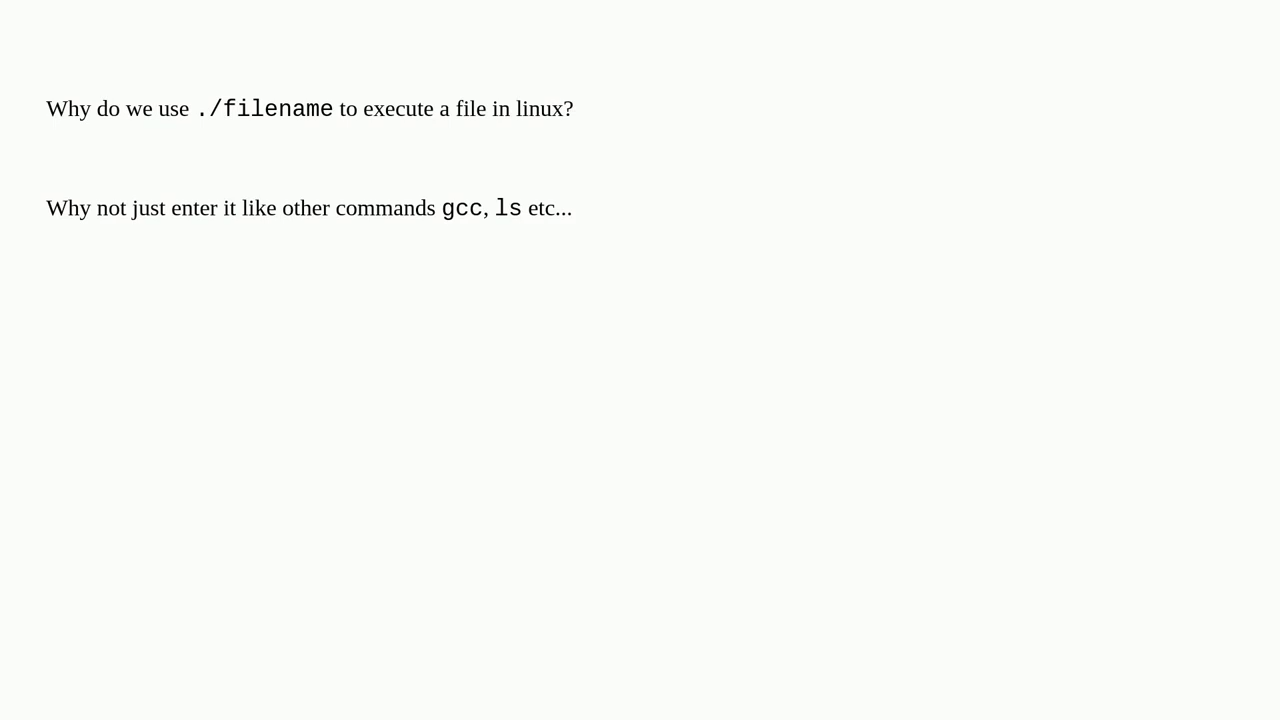 Why do we use ./filename to execute a file in linux?
Why not just enter it like other commands gcc, ls etc...